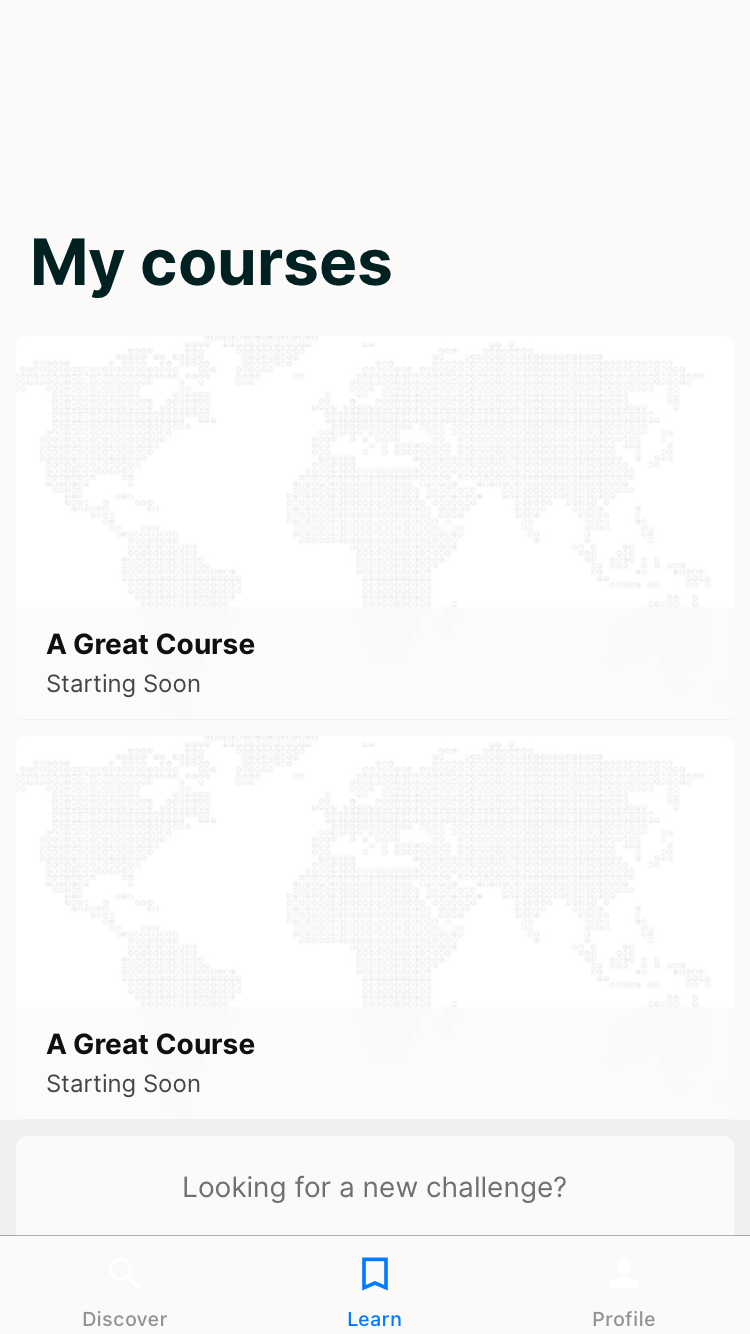 My courses
A Great Course
Starting Soon
A Great Course
Starting Soon
Looking for a new challenge?
Discover
Learn
Profile